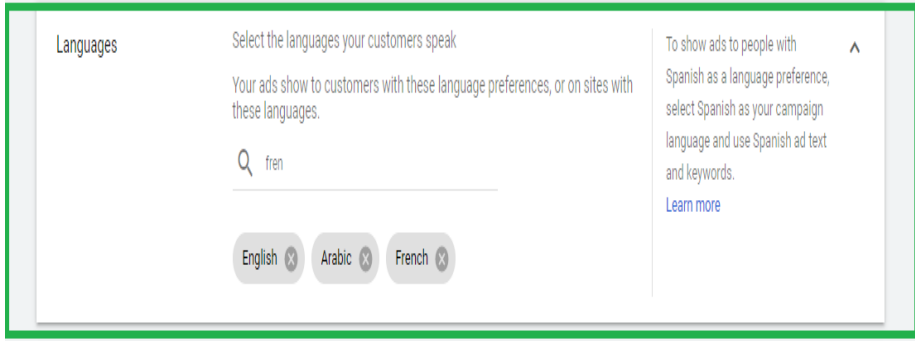 Languages
Select the languages your customers speak
Your ads show to customers with these language preferences, or on sites with
these languages.
fren
English
Arabic
French
To show ads to people with
Spanish as a language preference,
select Spanish as your campaign
language and use Spanish ad text
and keywords.
Learn more